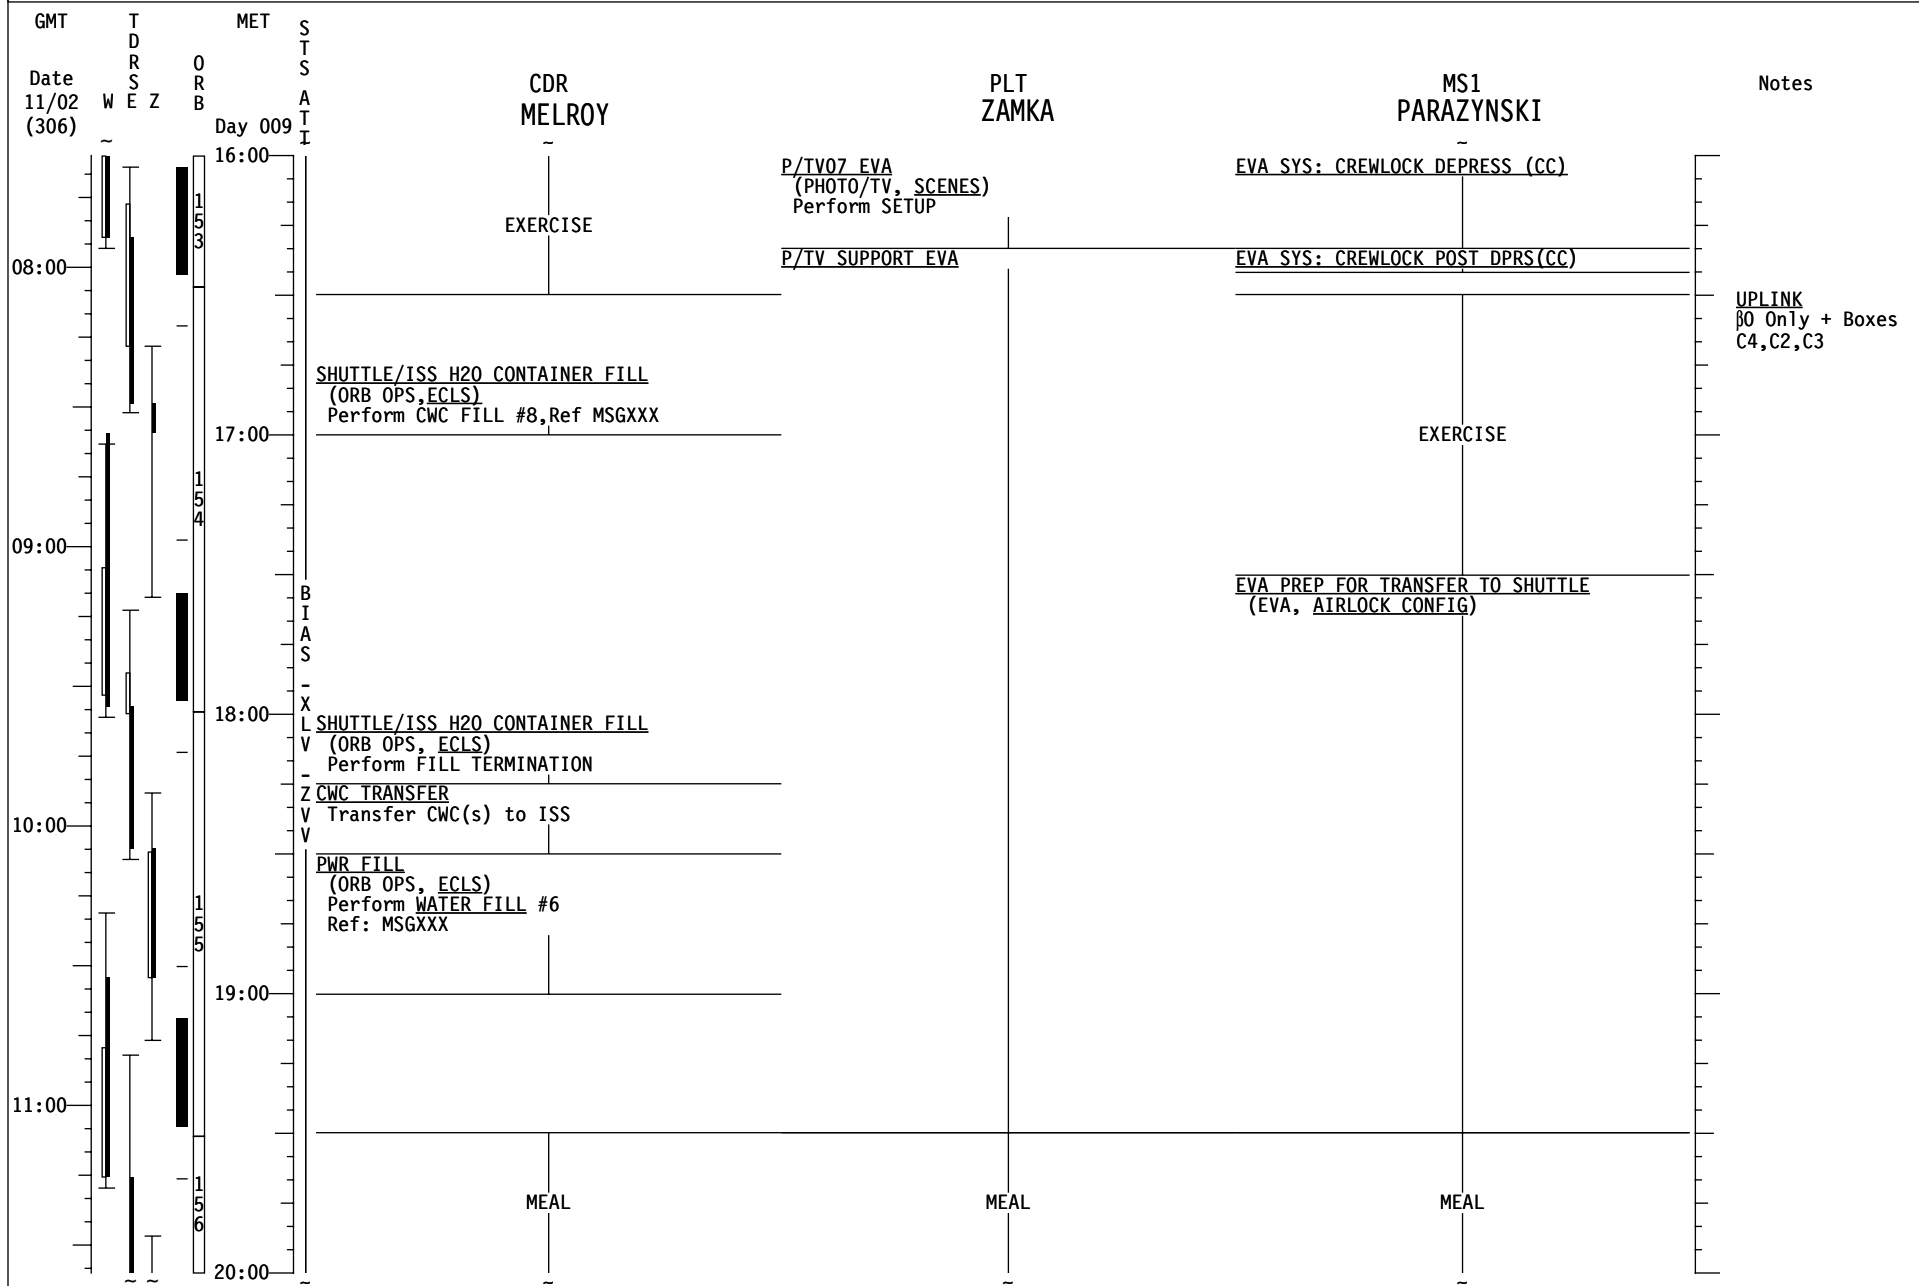 GMT
TDRS
MET
STS ATT
ORB
Date
11/02
(306)
W E Z
Day 009
CDR
MELROY
PLT
ZAMKA
MS1
PARAZYNSKI
Notes
~ ~ ~
16:00
P/TV07 EVA
(PHOTO/TV, SCENES)
Perform SETUP
EVA SYS: CREWLOCK DEPRESS (CC)
153
EXERCISE
08:00
P/TV SUPPORT EVA
EVA SYS: CREWLOCK POST DPRS(CC)
UPLINK
β0 Only + Boxes
C4,C2,C3
SHUTTLE/ISS H2O CONTAINER FILL
(ORB OPS,ECLS)
Perform CWC FILL #8,Ref MSGXXX
17:00
EXERCISE
154
09:00
EVA PREP FOR TRANSFER TO SHUTTLE
(EVA, AIRLOCK CONFIG)
BIAS -XLV -ZVV
18:00
SHUTTLE/ISS H2O CONTAINER FILL
(ORB OPS, ECLS)
Perform FILL TERMINATION
CWC TRANSFER
Transfer CWC(s) to ISS
10:00
PWR FILL
(ORB OPS, ECLS)
Perform WATER FILL #6
Ref: MSGXXX
155
19:00
11:00
156
MEAL
MEAL
MEAL
20:00
~ ~ ~ ~ ~ ~